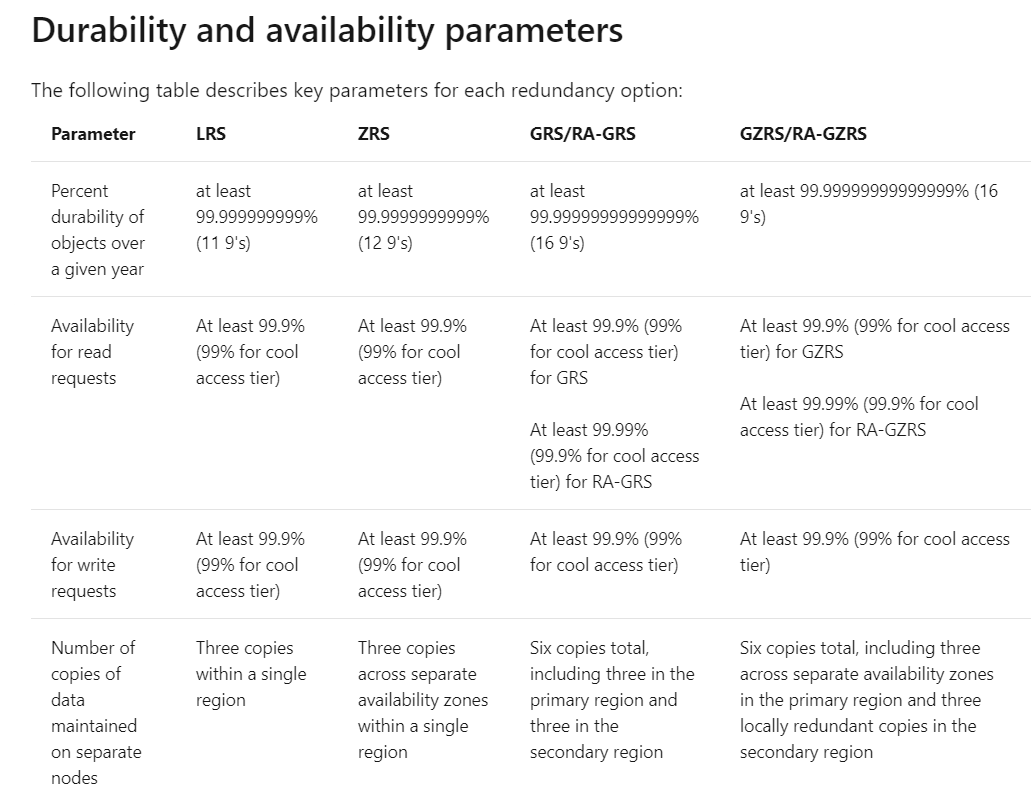 Durability and availability parameters
The following table describes key parameters for each redundancy option:
Parameter LRS ZRS GRS/RA-GRS GZRS/RA-GZRS
Percent
durability of
objects over
a given year
at least
99.999999999%
(11 9's)
at least
99.9999999999%
(12 9's)
at least
99.99999999999999%
(16 9's)
at least 99.99999999999999% (16
9's)
Availability
for read
requests
At least 99.9%
(99% for cool
access tier)
At least 99.9%
(99% for cool
access tier)
At least 99.9% (99%
for cool access tier)
for GRS
At least 99.99%
(99.9% for cool access
tier) for RA-GRS
At least 99.9% (99% for cool access
tier) for GZRS
At least 99.99% (99.9% for cool
access tier) for RA-GZRS
Availability
for write
requests
At least 99.9%
(99% for cool
access tier)
At least 99.9%
(99% for cool
access tier)
At least 99.9% (99%
for cool access tier)
At least 99.9% (99% for cool access
tier)
Number of
copies of
data
maintained
on separate
nodes
Three copies
within a single
region
Three copies
across separate
availability zones
within a single
region
Six copies total,
including three in the
primary region and
three in the
secondary region
Six copies total, including three
across separate availability zones
in the primary region and three
locally redundant copies in the
secondary region